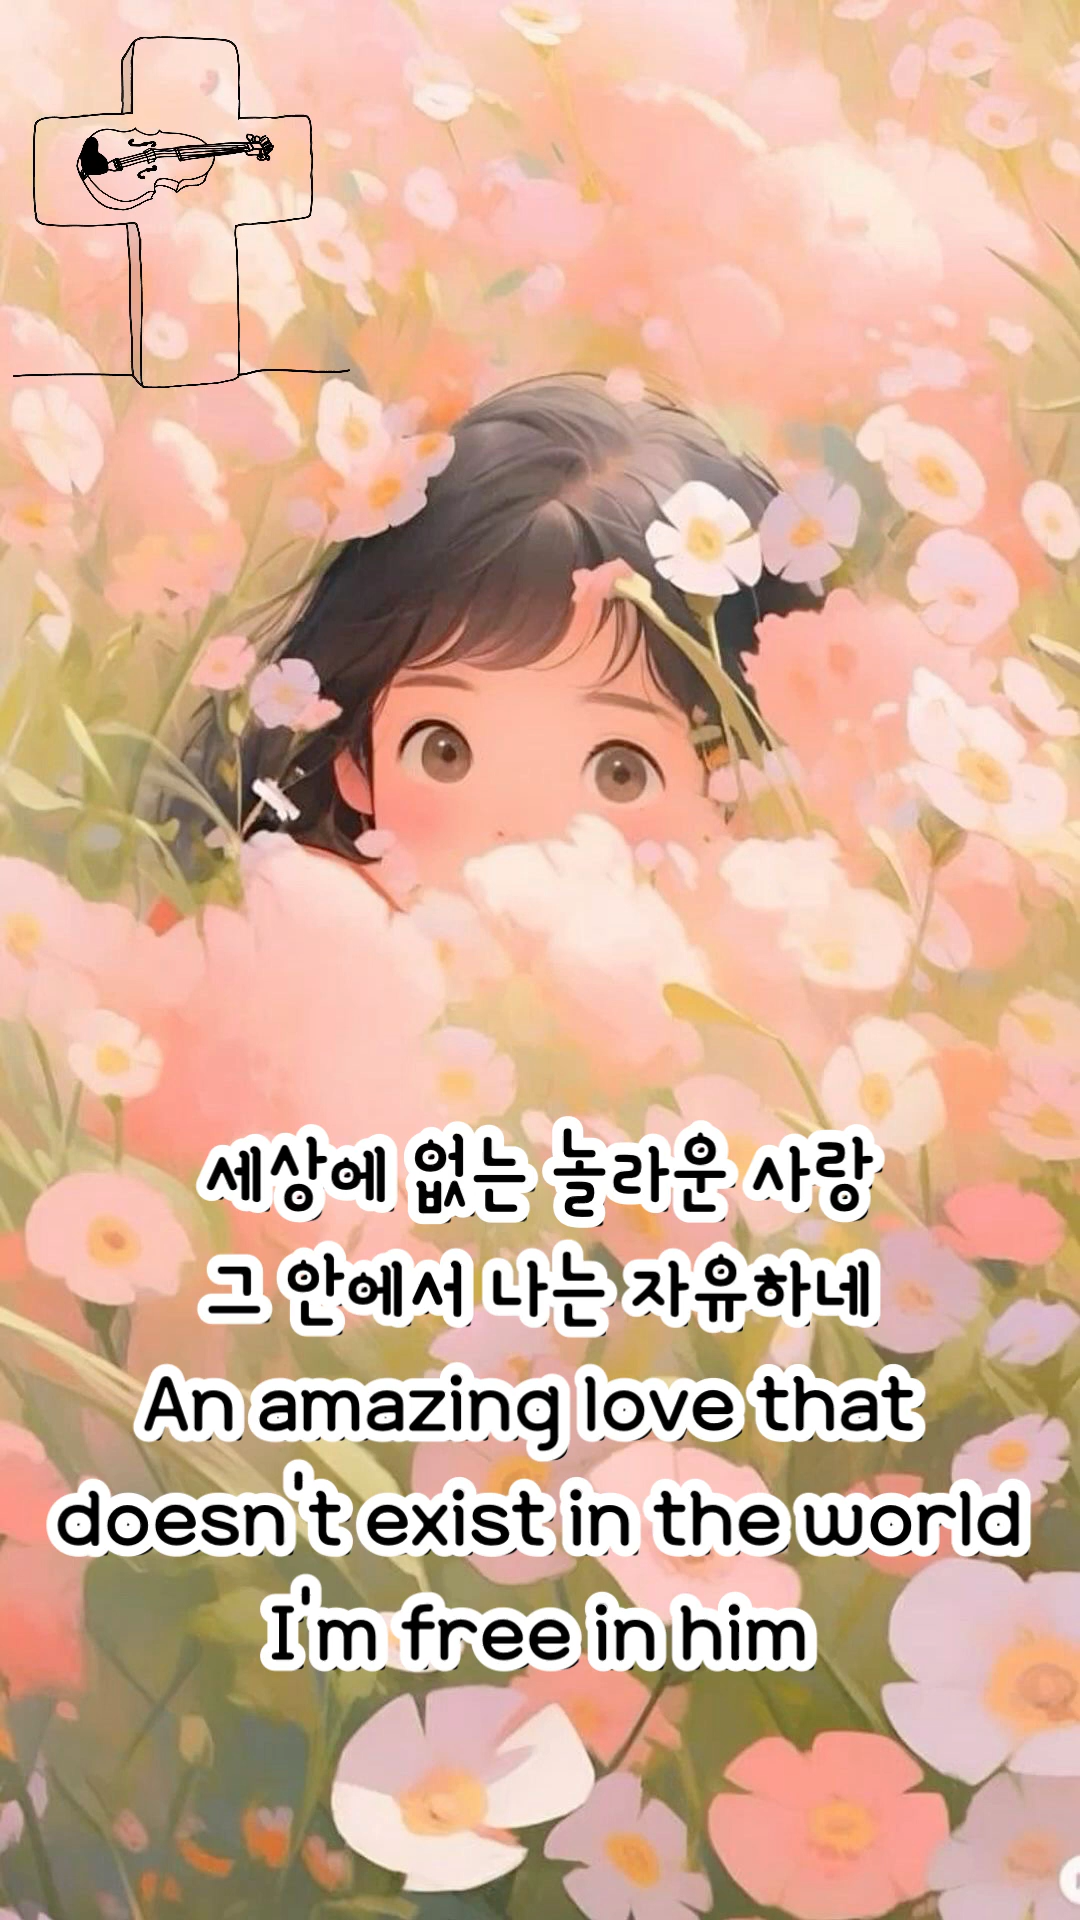 세상에 없는 놀라운 사랑
그 안에서 나는 자유하네
An amazing love that
doesn't exist in the world
I'm free in him